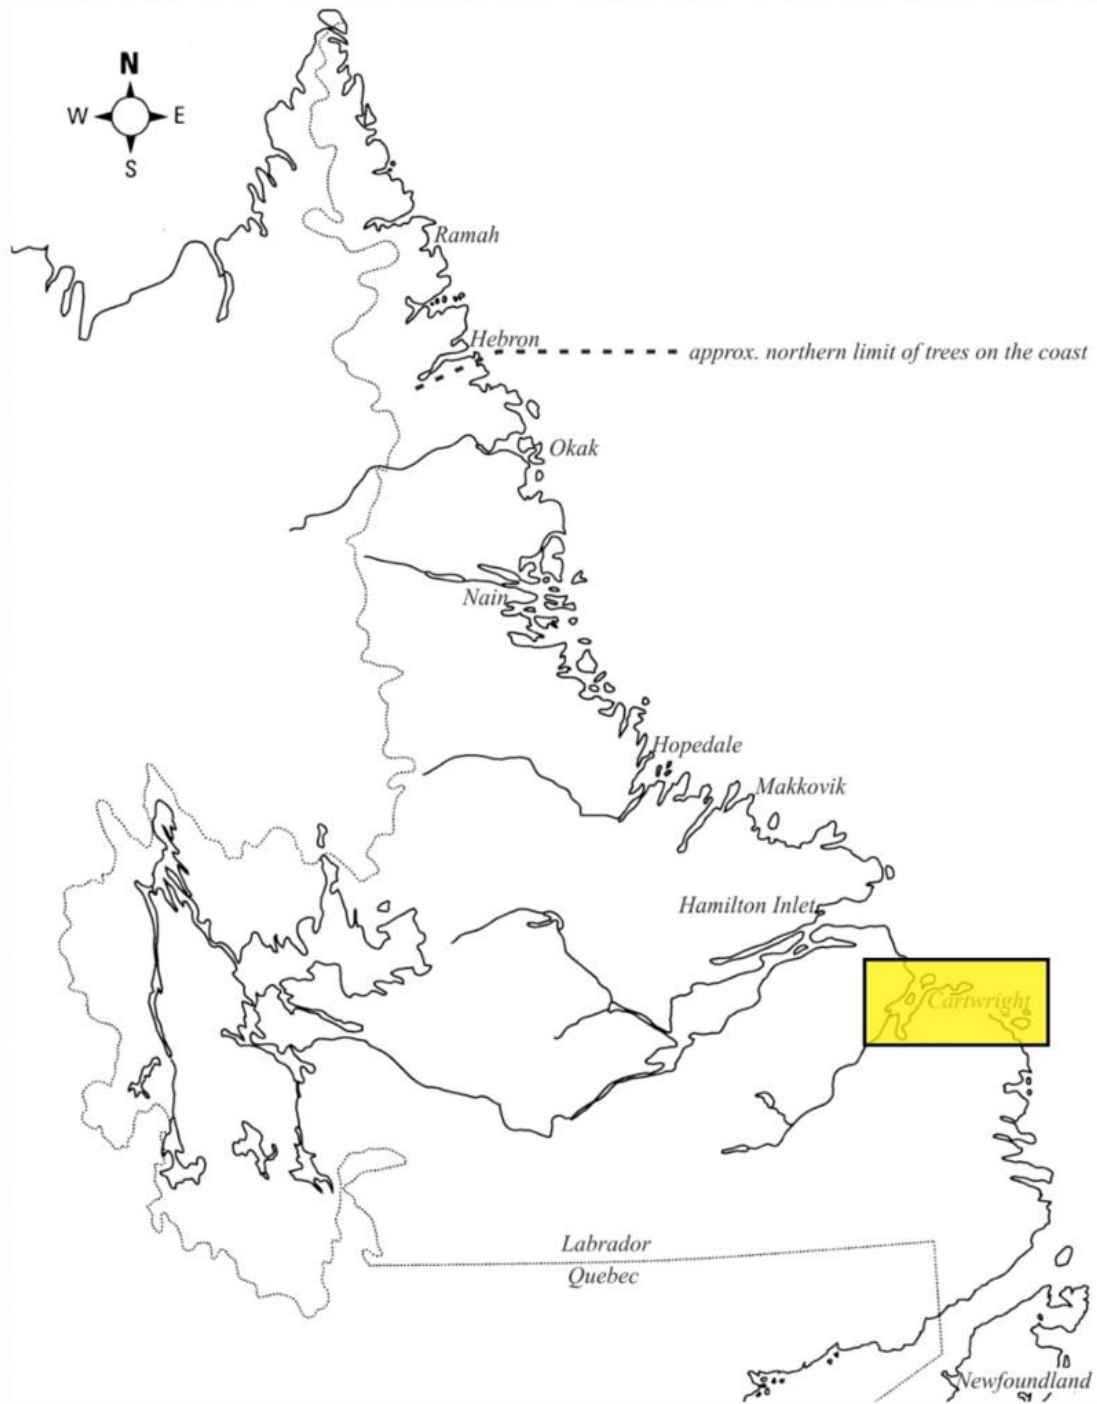 N
W E
S
Ramah
Hebron
approx. northern limit of trees on the coast
Okak
Nain
Hopedale
Makkovik
Hamilton Inlet
Cartwright
Labrador
Quebec
Newfoundland